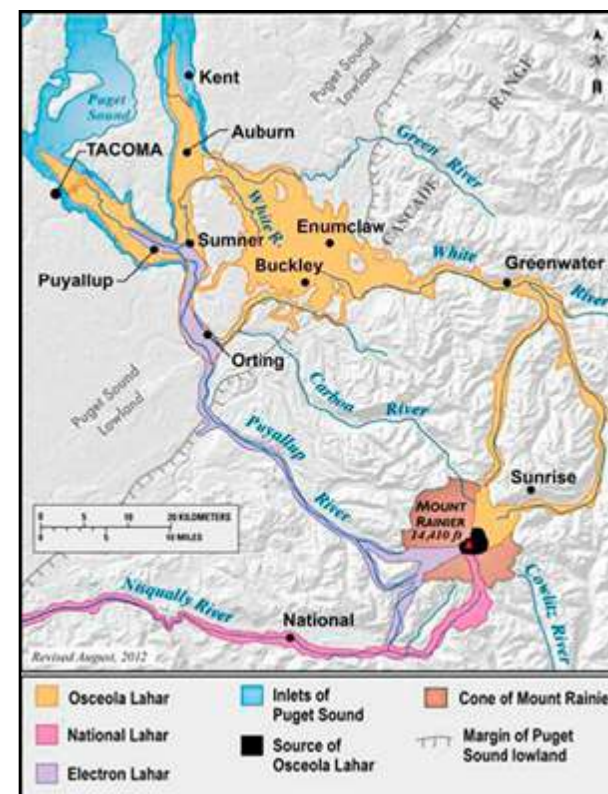 Kent
Puget Sound
Lowland
RANGE
N
Puget
Sound
Auburn
Green River
TACOMA
CASCADE
White R.
Enumclaw
Sumner
White
Greenwater
River
Puyallup
Buckley
Orting
Puget Sound
Lowland
Carbon River
Puyallup
River
Sunrise
MOUNT
RAINIER
14,410 ft
0 5 10 20 KILOMETERS
0 5 10 MILES
Nisqually River
National
Cowlitz
River
Revised August, 2012
Osceola Lahar
National Lahar
Electron Lahar
Inlets of
Puget Sound
Source of
Osceola Lahar
Cone of Mount Rainie
Margin of Puget
Sound lowland